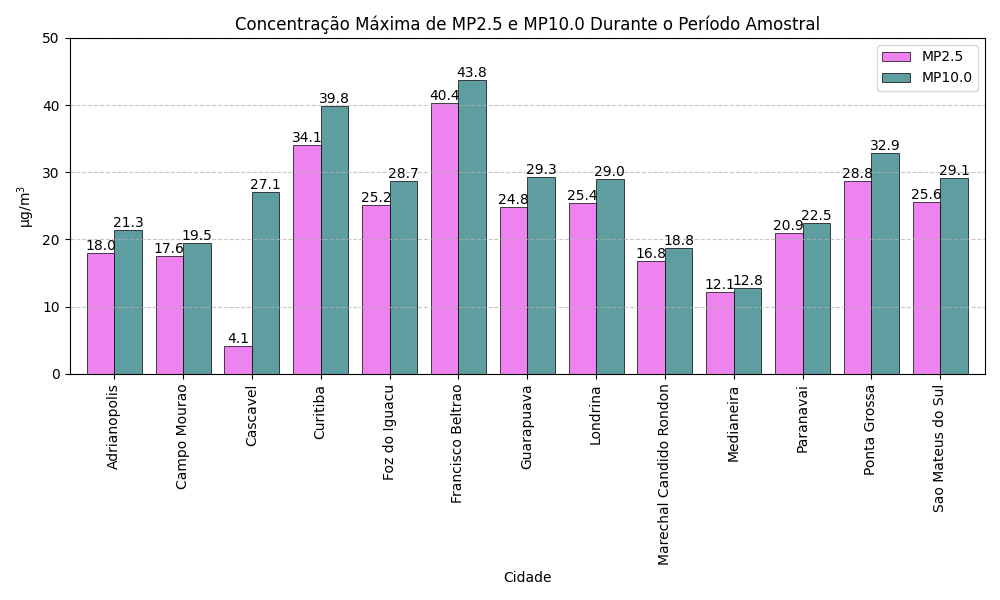 Concentração Máxima de MP2.5 e MP10.0 Durante o Período Amostral
MP2.5
MP10.0
µg/m³
50
40
30
20
10
0
18.0
21.3
17.6
19.5
4.1
27.1
34.1
39.8
25.2
28.7
40.4
43.8
24.8
29.3
25.4
29.0
16.8
18.8
12.1
12.8
20.9
22.5
28.8
32.9
25.6
29.1
Adrianopolis
Campo Mourao
Cascavel
Curitiba
Foz do Iguacu
Francisco Beltrao
Guarapuava
Londrina
Marechal Candido Rondon
Medianeira
Paranavai
Ponta Grossa
Sao Mateus do Sul
Cidade